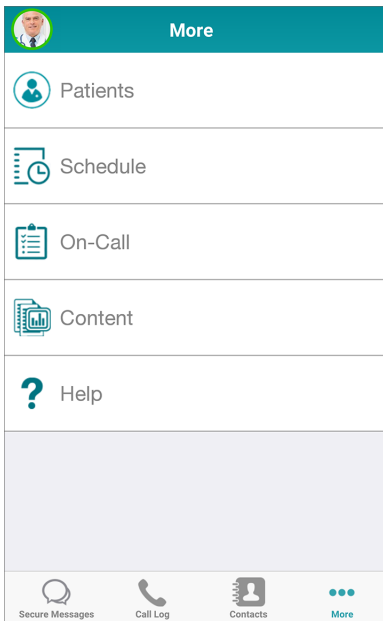 More
Patients
Schedule
On-Call
Content
Help
Secure Messages
Call Log
Contacts
More